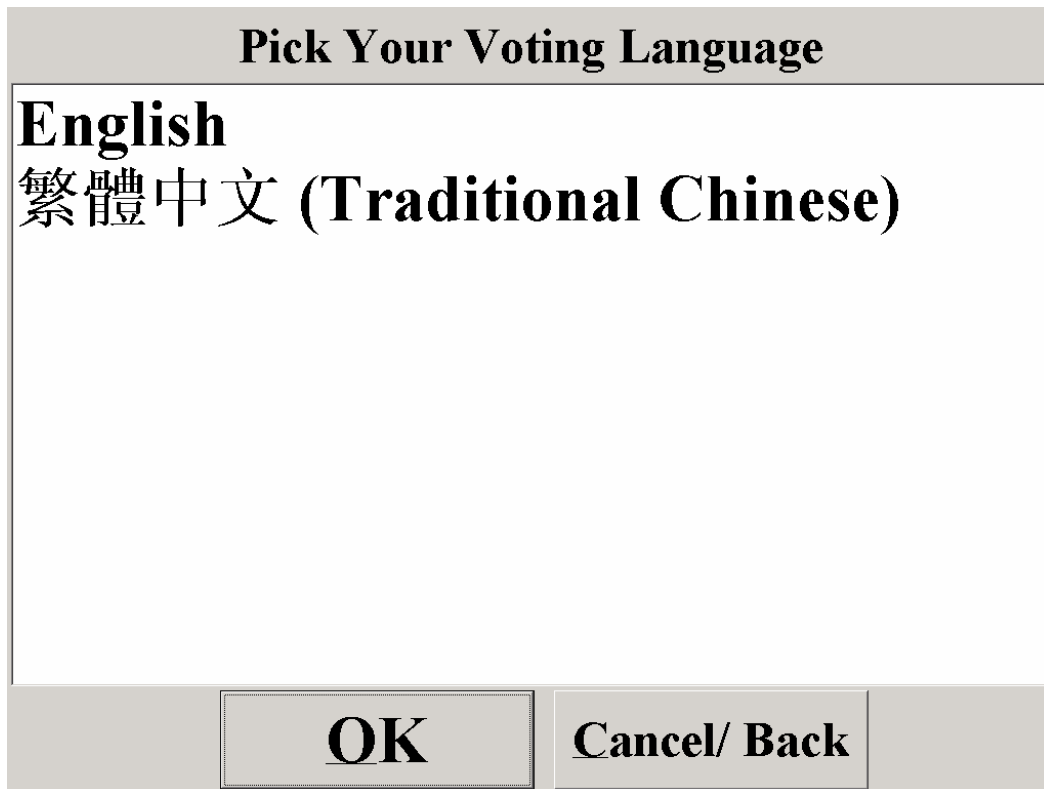 Pick Your Voting Language
English
繁體中文 (Traditional Chinese)
OK
Cancel/ Back